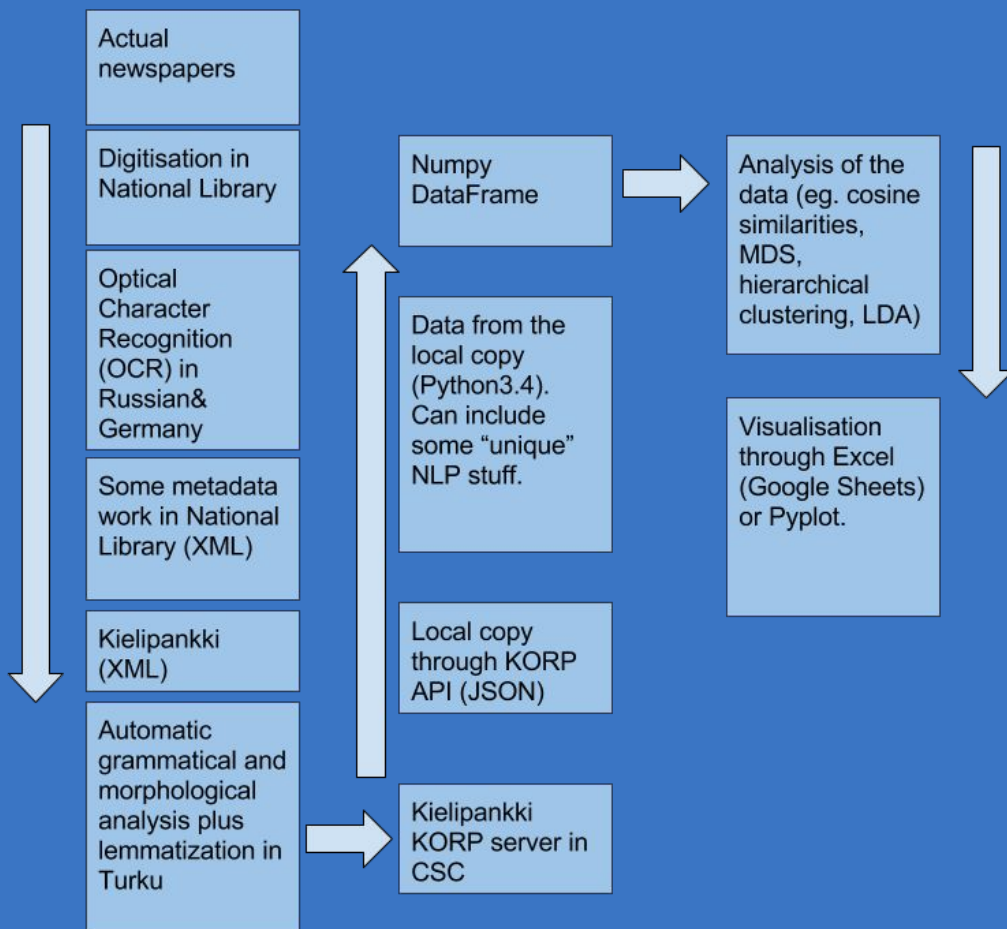 Actual
newspapers
Digitisation in
National Library
Optical
Character
Recognition
(OCR) in
Russian&
Germany
Some metadata
work in National
Library (XML)
Kielipankki
(XML)
Automatic
grammatical and
morphological
analysis plus
lemmatization in
Turku
Kielipankki
KORP server in
CSC
Local copy
through KORP
API (JSON)
Data from the
local copy
(Python3.4).
Can include
some “unique”
NLP stuff.
Numpy
DataFrame
Analysis of the
data (eg. cosine
similarities,
MDS,
hierarchical
clustering, LDA)
Visualisation
through Excel
(Google Sheets)
or Pyplot.